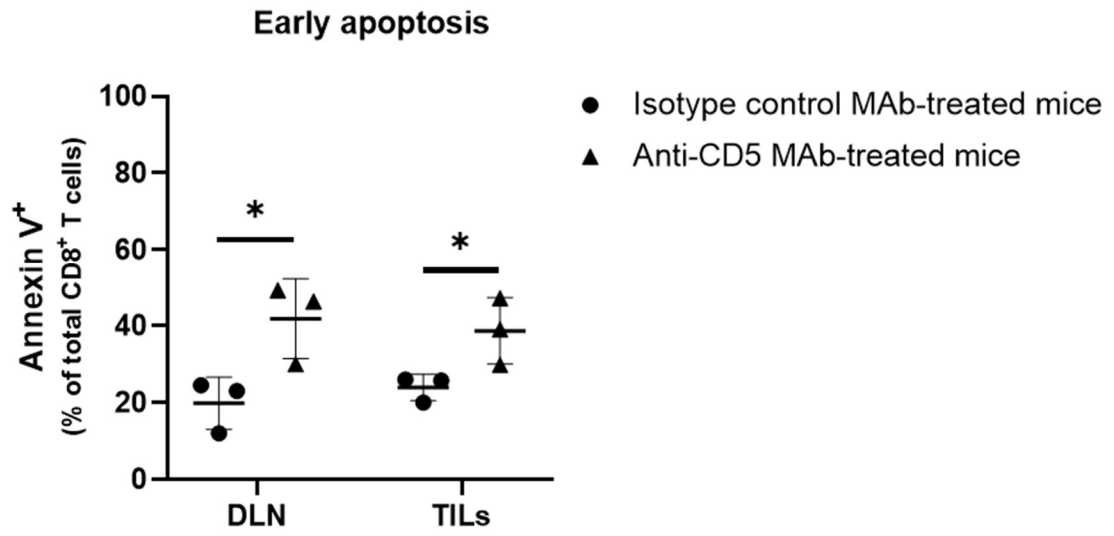 Early apoptosis
Isotype control MAb-treated mice
Anti-CD5 MAb-treated mice
Annexin V⁺
(% of total CD8⁺ T cells)
100
80
60
40
20
0
*
*
DLN
TILs